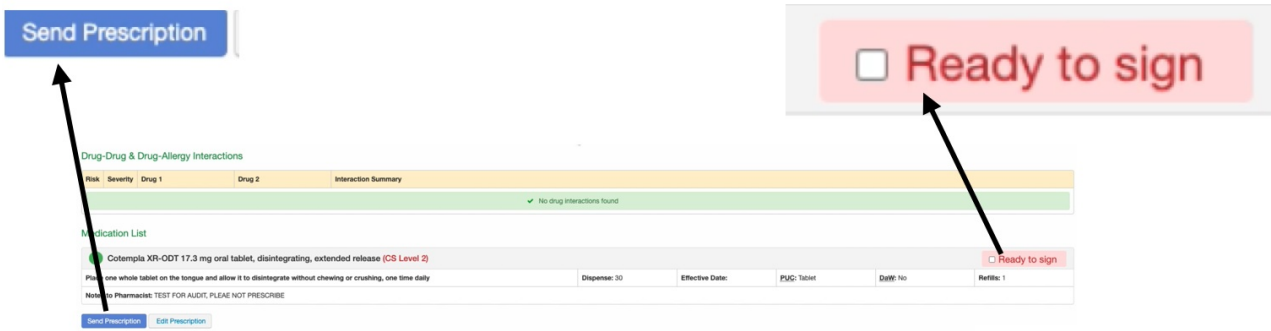 Send Prescription
Ready to sign
Drug-Drug & Drug-Allergy Interactions
Risk Severity Drug 1 Drug 2 Interaction Summary
✔ No drug interactions found
Medication List
Cotempla XR-ODT 17.3 mg oral tablet, disintegrating, extended release (CS Level 2) Ready to sign
Place one whole tablet on the tongue and allow it to disintegrate without chewing or crushing, one time daily Dispense: 30 Effective Date: PUC: Tablet DaW: No Refills: 1
Notes to Pharmacist: TEST FOR AUDIT, PLEAE NOT PRESCRIBE
Send Prescription Edit Prescription